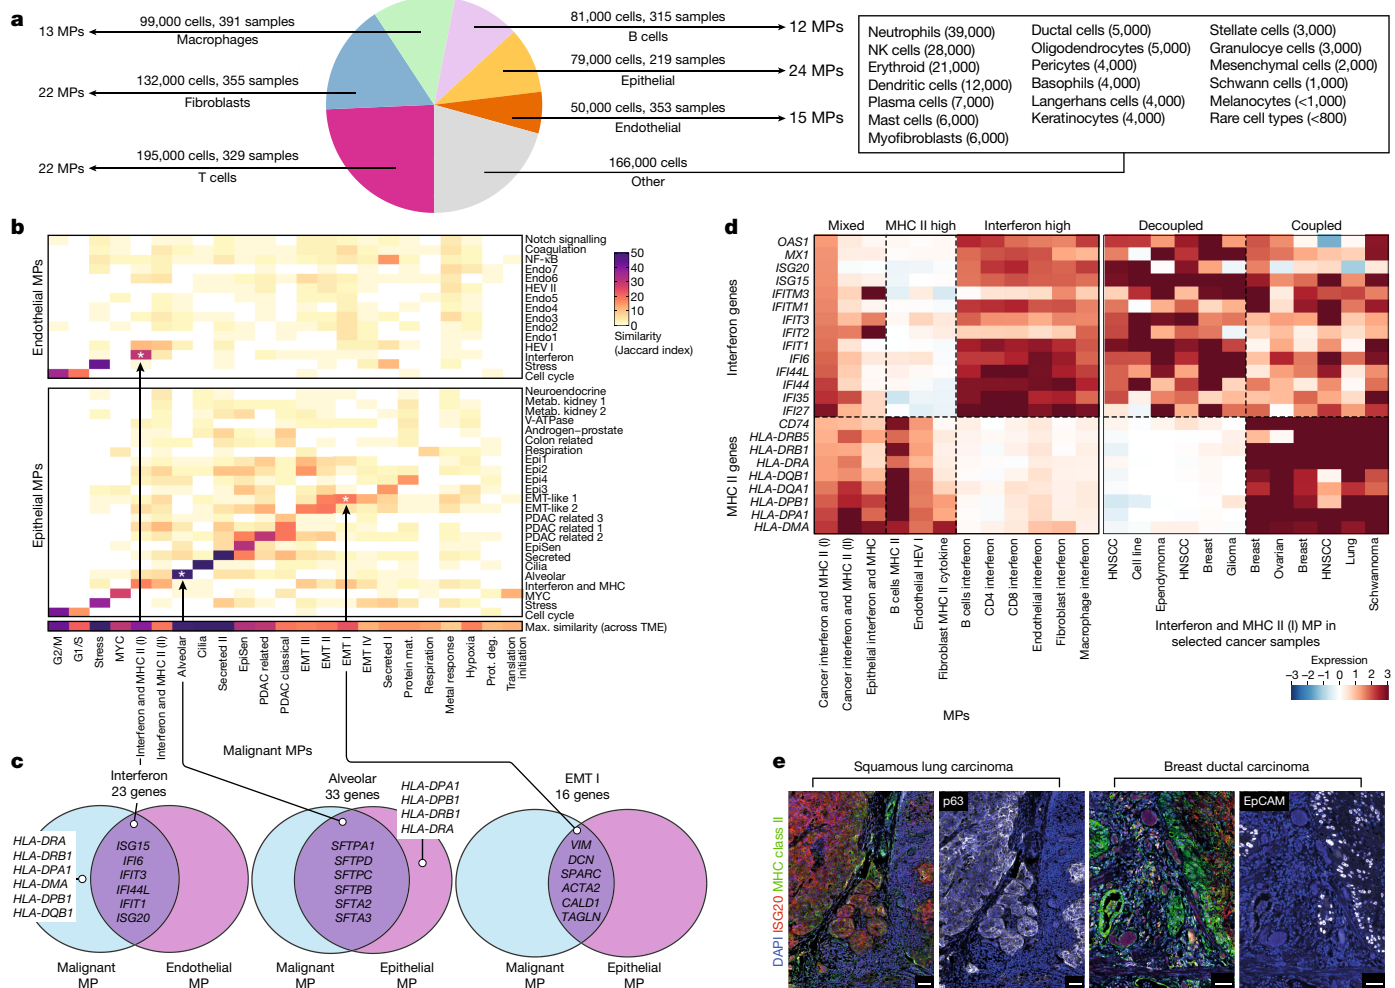 a
99,000 cells, 391 samples
13 MPs
Macrophages
132,000 cells, 355 samples
22 MPs
Fibroblasts
195,000 cells, 329 samples
22 MPs
T cells
81,000 cells, 315 samples
B cells
12 MPs
79,000 cells, 219 samples
Epithelial
24 MPs
50,000 cells, 353 samples
Endothelial
15 MPs
166,000 cells
Other
Neutrophils (39,000)
NK cells (28,000)
Erythroid (21,000)
Dendritic cells (12,000)
Plasma cells (7,000)
Mast cells (6,000)
Myofibroblasts (6,000)
Ductal cells (5,000)
Oligodendrocytes (5,000)
Pericytes (4,000)
Basophils (4,000)
Langerhans cells (4,000)
Keratinocytes (4,000)
Stellate cells (3,000)
Granulocye cells (3,000)
Mesenchymal cells (2,000)
Schwann cells (1,000)
Melanocytes (<1,000)
Rare cell types (<800)
b
Endothelial MPs
Notch signalling
Coagulation
NF-κB
Endo7
Endo6
HEV II
Endo5
Endo4
Endo3
Endo2
Endo1
HEV I
Interferon
Stress
Cell cycle
*
50
40
30
20
10
0
Similarity
(Jaccard index)
Epithelial MPs
Neuroendocrine
Metab. kidney 1
Metab. kidney 2
V-ATPase
Androgen–prostate
Colon related
Respiration
Epi1
Epi2
Epi4
Epi3
EMT-like 1
EMT-like 2
PDAC related 3
PDAC related 1
PDAC related 2
EpiSen
Secreted
Cilia
Alveolar
Interferon and MHC
MYC
Stress
Cell cycle
*
*
Max. similarity (across TME)
G2/M
G1/S
Stress
MYC
Interferon and MHC II (I)
Interferon and MHC II (II)
Alveolar
Cilia
Secreted II
EpiSen
PDAC related
PDAC classical
EMT III
EMT II
EMT I
EMT IV
Secreted I
Protein mat.
Respiration
Metal response
Hypoxia
Prot. deg.
Translation
initiation
Malignant MPs
c
Interferon
23 genes
HLA-DRA
HLA-DRB1
HLA-DPA1
HLA-DMA
HLA-DPB1
HLA-DQB1
ISG15
IFI6
IFIT3
IFI44L
IFIT1
ISG20
Malignant
MP
Endothelial
MP
Alveolar
33 genes
SFTPA1
SFTPD
SFTPC
SFTPB
SFTA2
SFTA3
HLA-DPA1
HLA-DPB1
HLA-DRB1
HLA-DRA
Malignant
MP
Epithelial
MP
EMT I
16 genes
VIM
DCN
SPARC
ACTA2
CALD1
TAGLN
Malignant
MP
Epithelial
MP
d
Mixed
MHC II high
Interferon high
Decoupled
Coupled
Interferon genes
OAS1
MX1
ISG20
ISG15
IFITM3
IFITM1
IFIT3
IFIT2
IFIT1
IFI6
IFI44L
IFI44
IFI35
IFI27
MHC II genes
CD74
HLA-DRB5
HLA-DRB1
HLA-DRA
HLA-DQB1
HLA-DQA1
HLA-DPB1
HLA-DPA1
HLA-DMA
Cancer interferon and MHC II (I)
Cancer interferon and MHC II (II)
Epithelial interferon and MHC
B cells MHC II
Endothelial HEV I
Fibroblast MHC II cytokine
B cells interferon
CD4 interferon
CD8 interferon
Endothelial interferon
Fibroblast interferon
Macrophage interferon
HNSCC
Cell line
Ependymoma
HNSCC
Breast
Glioma
Breast
Ovarian
Breast
HNSCC
Lung
Schwannoma
MPs
Interferon and MHC II (I) MP in
selected cancer samples
Expression
−3 −2 −1 0 1 2 3
e
Squamous lung carcinoma
Breast ductal carcinoma
DAPI ISG20 MHC class II
p63
EpCAM